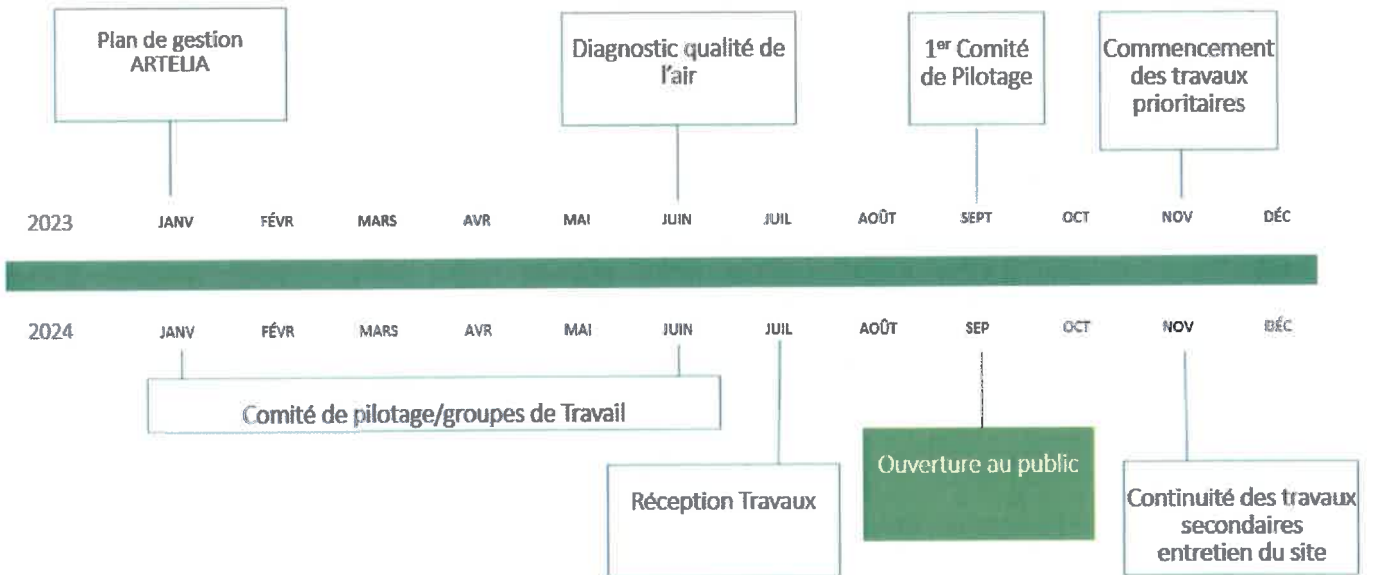 Plan de gestion
ARTELIA
Diagnostic qualité de
l'air
1er Comité
de Pilotage
Commencement
des travaux
prioritaires
2023 JANV FÉVR MARS AVR MAI JUIN JUIL AOÛT SEPT OCT NOV DÉC
2024 JANV FÉVR MARS AVR MAI JUIN JUIL AOÛT SEP OCT NOV DÉC
Comité de pilotage/groupes de Travail
Réception Travaux
Ouverture au public
Continuité des travaux
secondaires
entretien du site